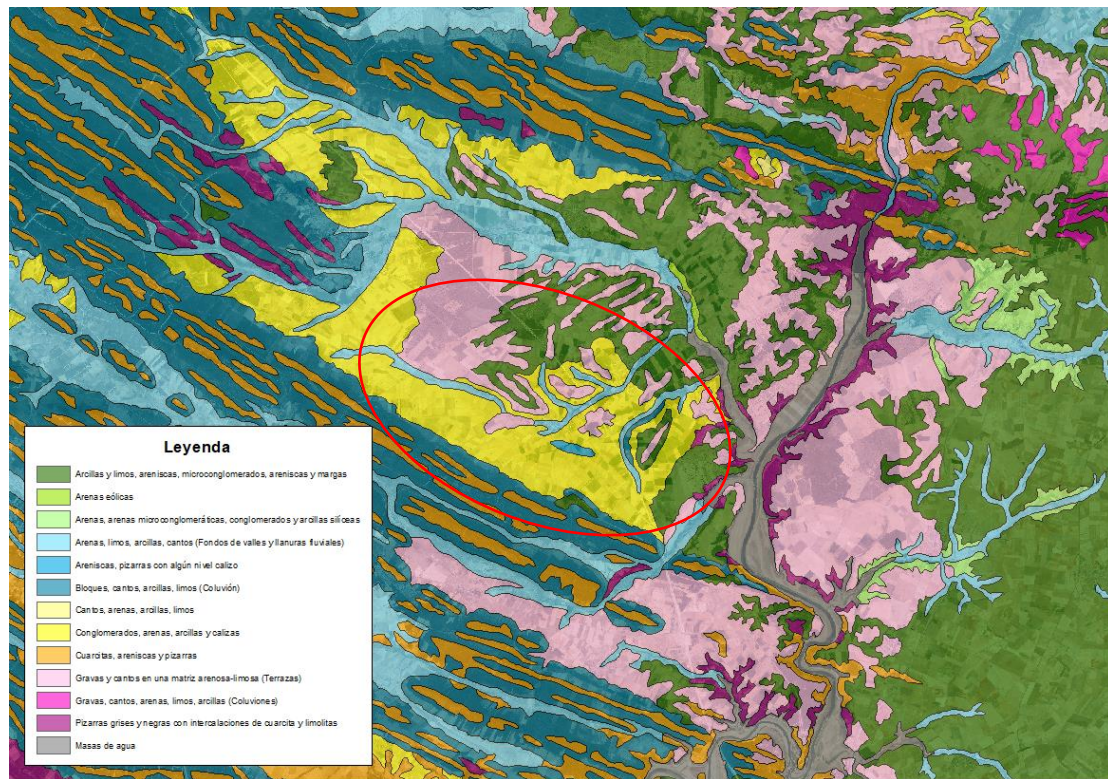 Leyenda
Arcillas y limos, areniscas, microconglomerados, areniscas y margas
Arenas eólicas
Arenas, arenas microconglomeráticas, conglomerados y arcillas silíceas
Arenas, limos, arcillas, cantos (Fondos de valles y llanuras fluviales)
Areniscas, pizarras con algún nivel calizo
Bloques, cantos, arcillas, limos (Coluvión)
Cantos, arenas, arcillas, limos
Conglomerados, arenas, arcillas y calizas
Cuarcitas, areniscas y pizarras
Gravas y cantos en una matriz arenosa-limosa (Terrazas)
Gravas, cantos, arenas, limos, arcillas (Coluviones)
Pizarras grises y negras con intercalaciones de cuarcita y limolitas
Masas de agua